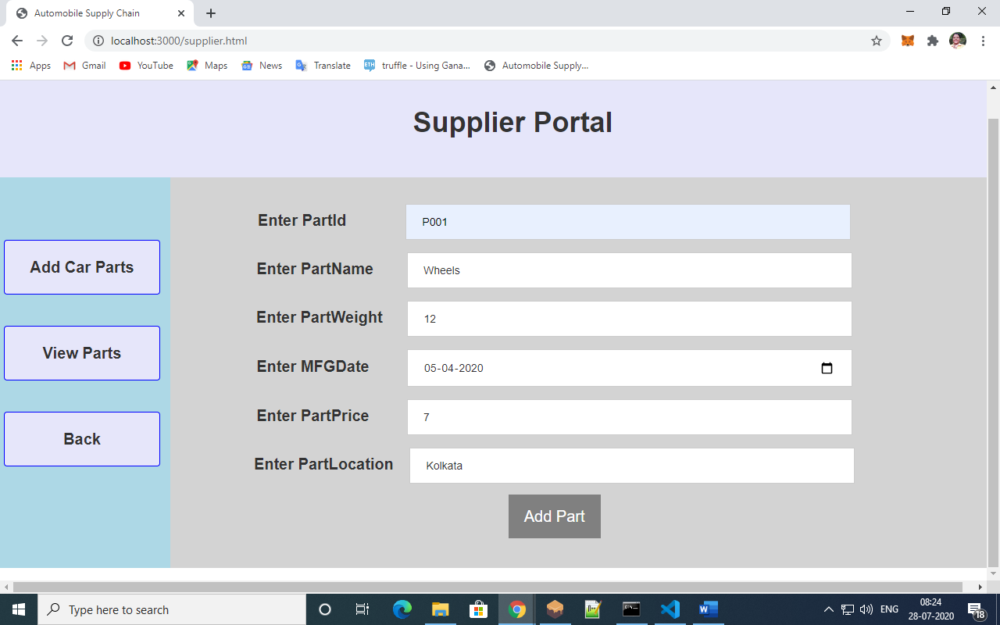 Automobile Supply Chain
localhost:3000/supplier.html
Apps Gmail YouTube Maps News Translate ETH truffle - Using Gana... Automobile Supply...
Supplier Portal
Enter PartId P001
Add Car Parts
Enter PartName Wheels
Enter PartWeight 12
View Parts
Enter MFGDate 05-04-2020
Enter PartPrice 7
Back
Enter PartLocation Kolkata
Add Part
Type here to search
ENG
08:24
28-07-2020
18